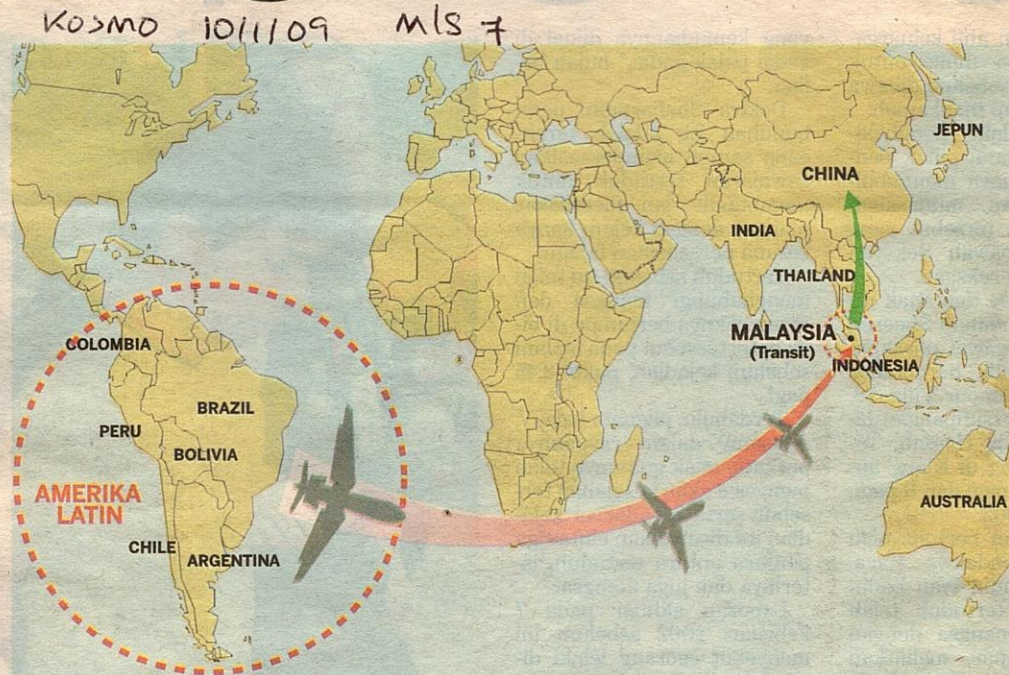 KOSMO 10/1/09 M/S 7
JEPUN
CHINA
INDIA
THAILAND
MALAYSIA
(Transit)
INDONESIA
COLOMBIA
BRAZIL
PERU
BOLIVIA
AMERIKA
LATIN
AUSTRALIA
CHILE
ARGENTINA